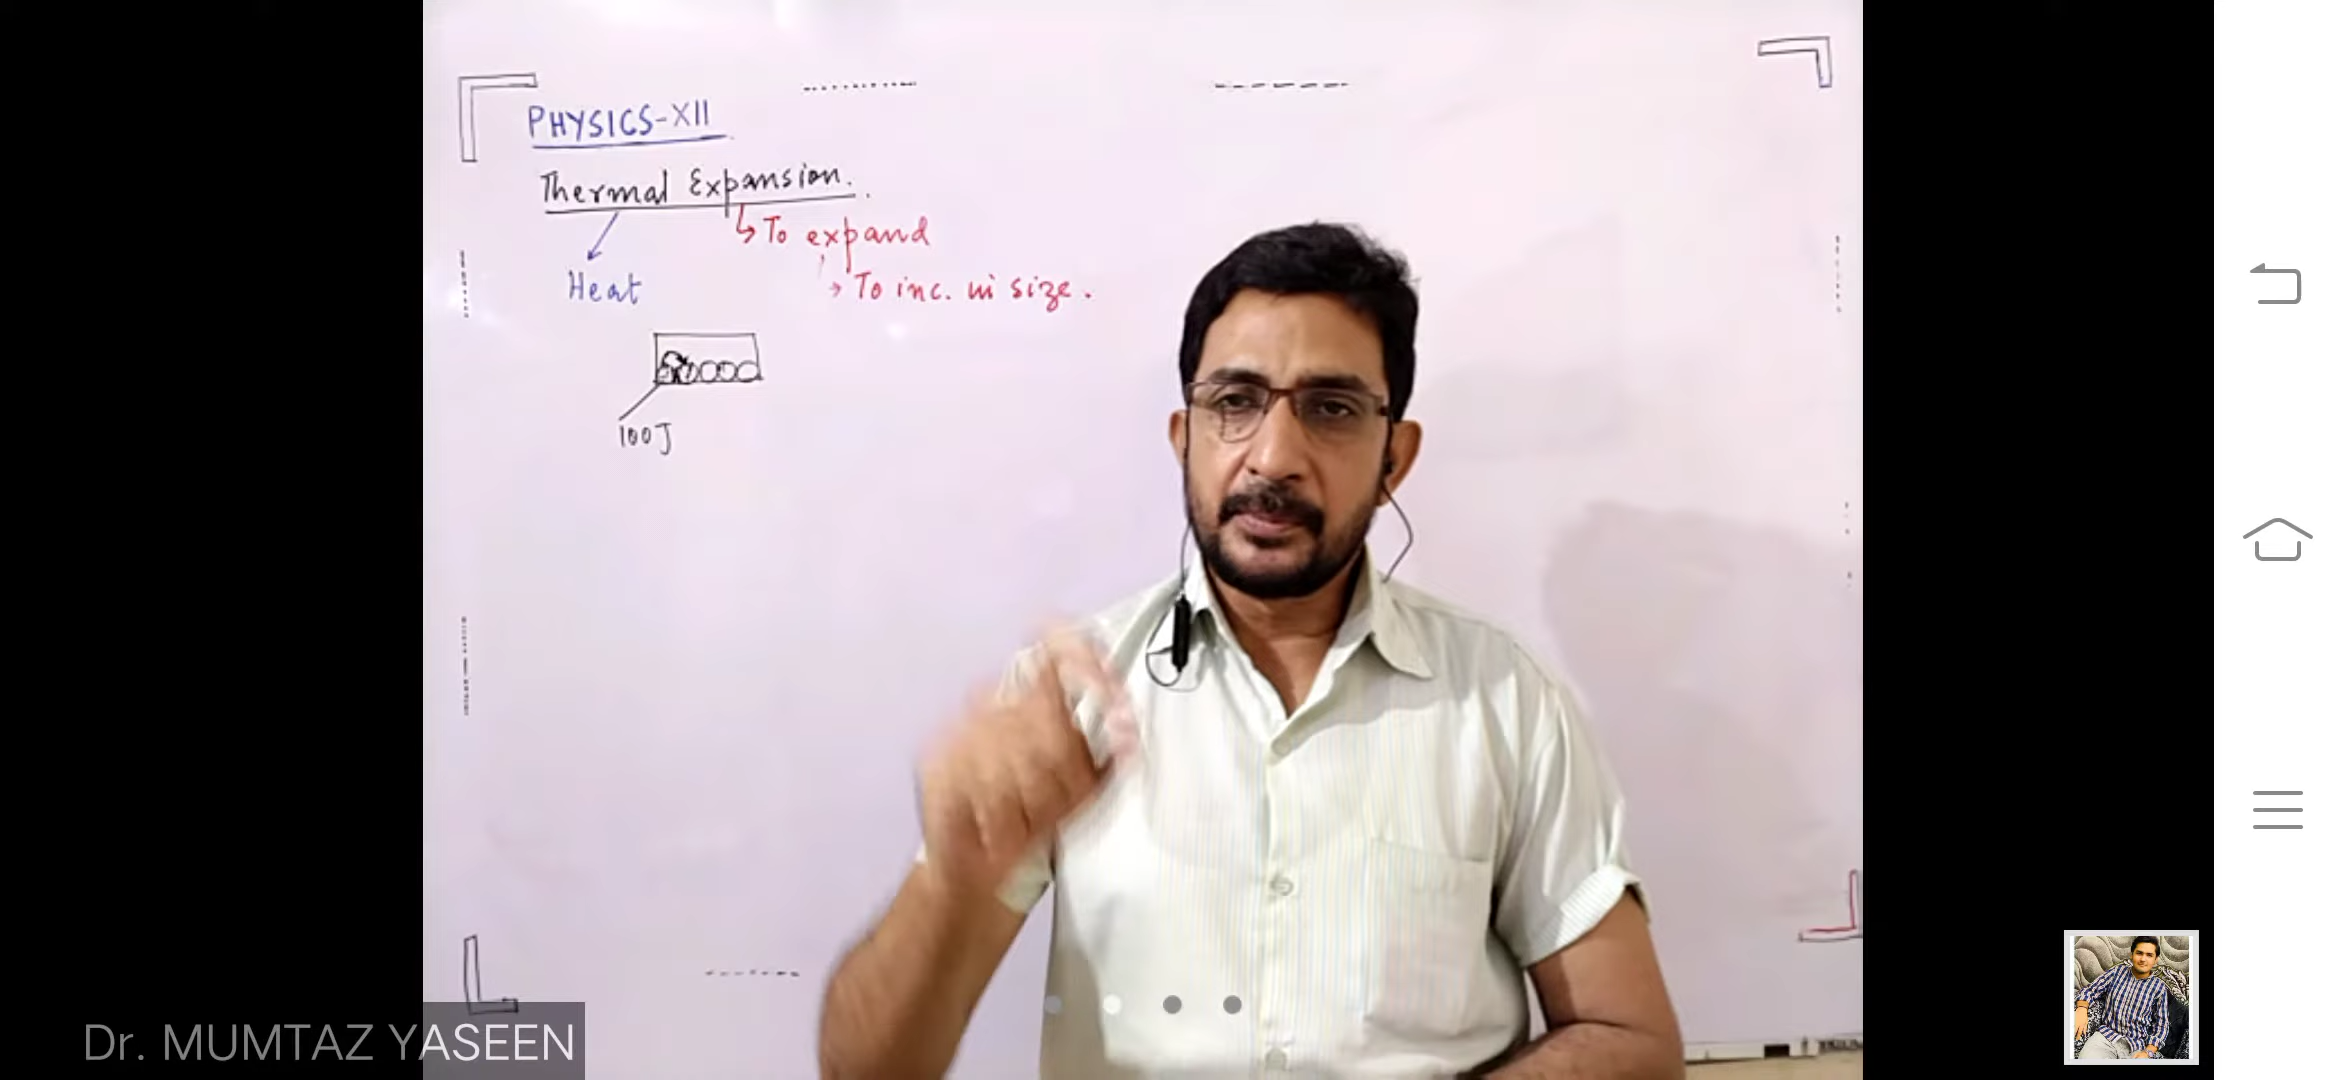 PHYSICS-XII
Thermal Expansion.
To expand
Heat
To inc. in size.
100J
Dr. MUMTAZ YASEEN